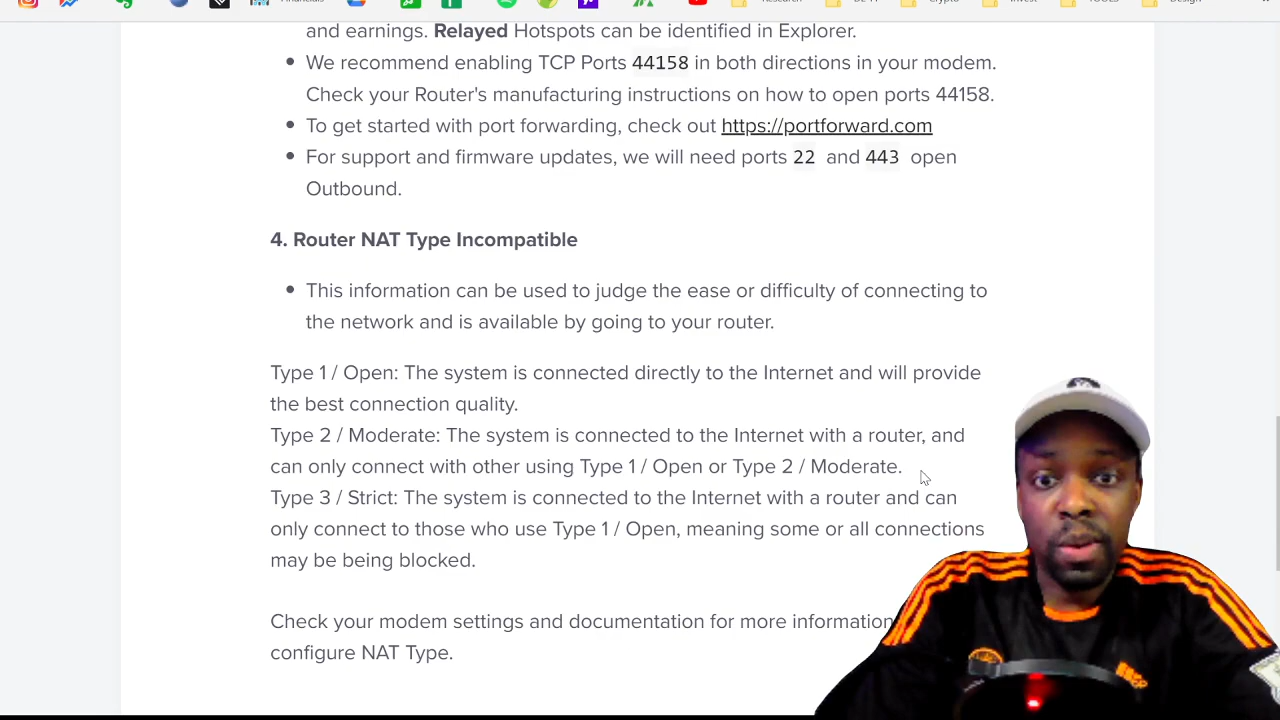 Financials
Research
Crypto
Invest
TOOLS
Design
and earnings. Relayed Hotspots can be identified in Explorer.
• We recommend enabling TCP Ports 44158 in both directions in your modem.
Check your Router's manufacturing instructions on how to open ports 44158.
• To get started with port forwarding, check out https://portforward.com
• For support and firmware updates, we will need ports 22 and 443 open
Outbound.
4. Router NAT Type Incompatible
• This information can be used to judge the ease or difficulty of connecting to
the network and is available by going to your router.
Type 1 / Open: The system is connected directly to the Internet and will provide
the best connection quality.
Type 2 / Moderate: The system is connected to the Internet with a router, and
can only connect with other using Type 1 / Open or Type 2 / Moderate.
Type 3 / Strict: The system is connected to the Internet with a router and can
only connect to those who use Type 1 / Open, meaning some or all connections
may be being blocked.
Check your modem settings and documentation for more information
configure NAT Type.